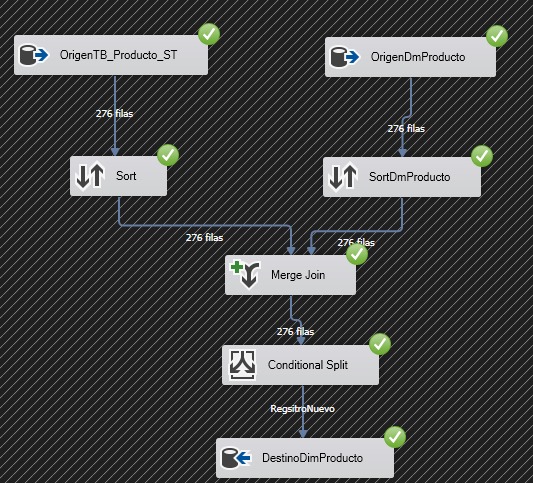 OrigenTB_Producto_ST
OrigenDmProducto
276 filas
276 filas
Sort
SortDmProducto
276 filas
276 filas
Merge Join
276 filas
Conditional Split
RegsitroNuevo
DestinoDimProducto